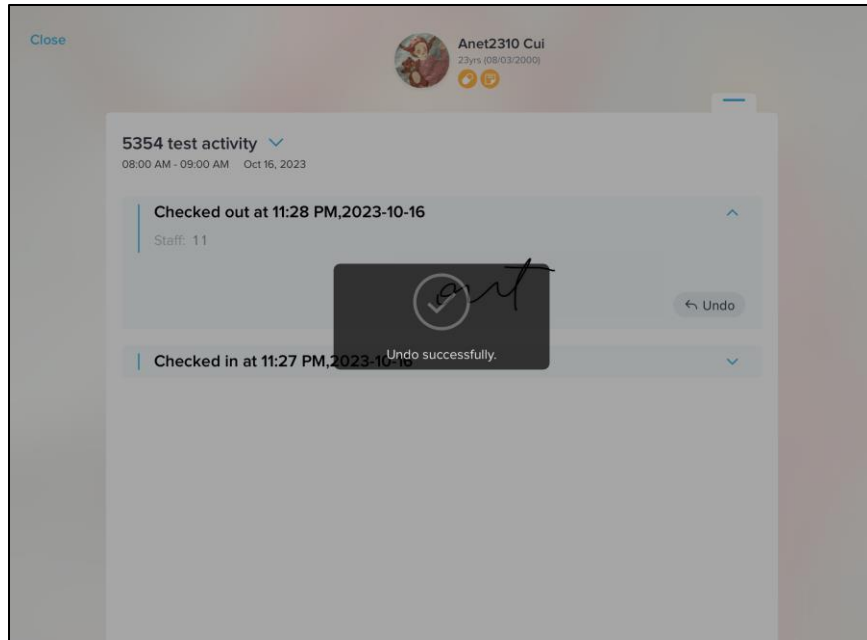 Close
Anet2310 Cui
23yrs (08/03/2000)
5354 test activity
08:00 AM - 09:00 AM Oct 16, 2023
Checked out at 11:28 PM,2023-10-16
Staff: 11
Undo
Undo successfully.
Checked in at 11:27 PM,2023-10-16